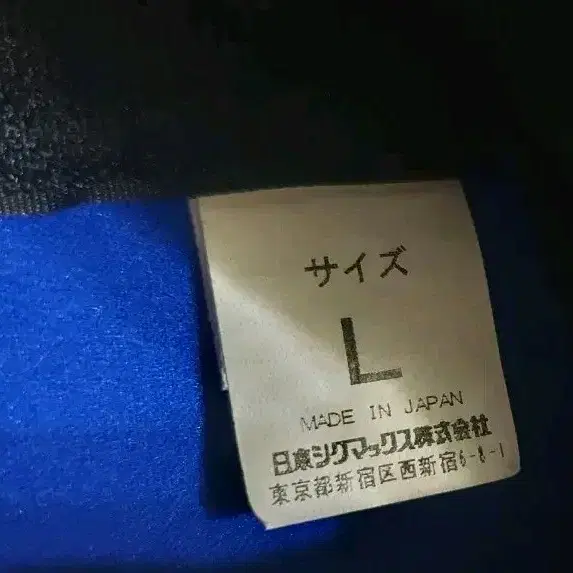 サイズ
L
MADE IN JAPAN
日東シグマックス株式会社
東京都新宿区西新宿6-8-1